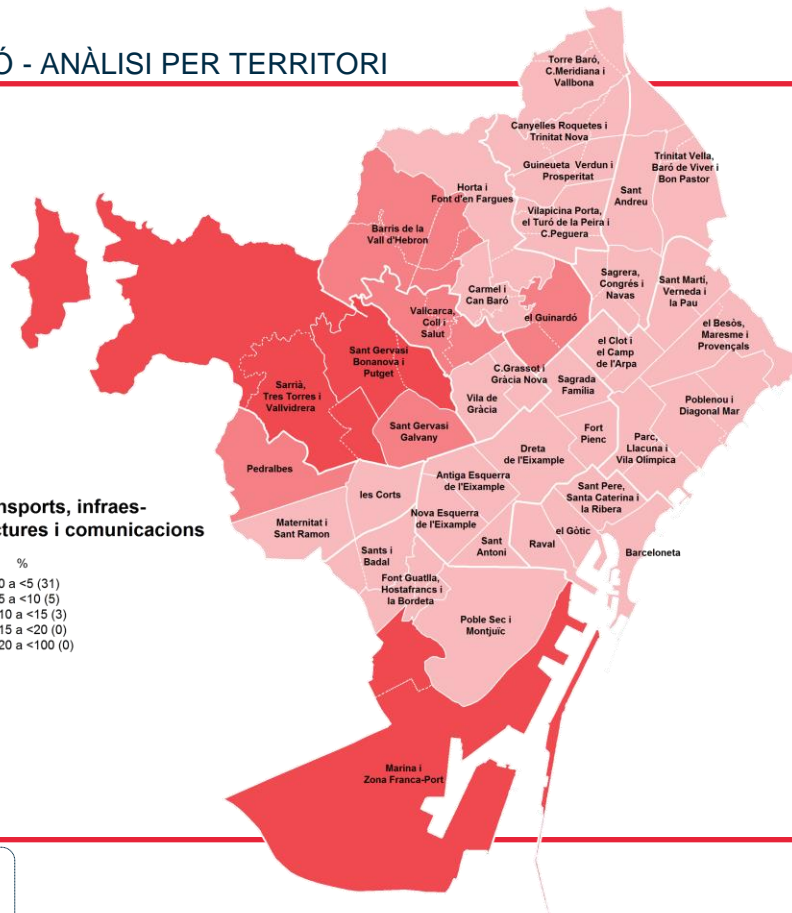 Ó - ANÀLISI PER TERRITORI
Torre Baró,
C.Meridiana i
Vallbona
Canyelles Roquetes i
Trinitat Nova
Guineueta Verdun i
Prosperitat
Trinitat Vella,
Baró de Viver i
Bon Pastor
Horta i
Font d'en Fargues
Sant
Andreu
Vilapicina Porta,
el Turó de la Peira i
C.Peguera
Barris de la
Vall d'Hebron
Carmel i
Can Baró
Sagrera,
Congrés i
Navas
Sant Martí,
Verneda i
la Pau
Vallcarca,
Coll i
Salut
el Guinardó
el Besòs,
Maresme i
Provençals
Sant Gervasi
Bonanova i
Putget
el Clot i
el Camp
de l'Arpa
C.Grassot i
Gràcia Nova
Sagrada
Família
Sarrià,
Tres Torres i
Vallvidrera
Vila de
Gràcia
Poblenou i
Diagonal Mar
Sant Gervasi
Galvany
Fort
Pienc
Parc,
Llacuna i
Vila Olímpica
Dreta
de l'Eixample
Pedralbes
Antiga Esquerra
de l'Eixample
les Corts
Sant Pere,
Santa Caterina i
la Ribera
Maternitat i
Sant Ramon
Nova Esquerra
de l'Eixample
el Gòtic
Sant
Antoni
Raval
Barceloneta
Sants i
Badal
Font Guatlla,
Hostafrancs i
la Bordeta
Poble Sec i
Montjuïc
Marina i
Zona Franca-Port
nsports, infraes-
ctures i comunicacions
%
0 a <5 (31)
5 a <10 (5)
10 a <15 (3)
15 a <20 (0)
20 a <100 (0)